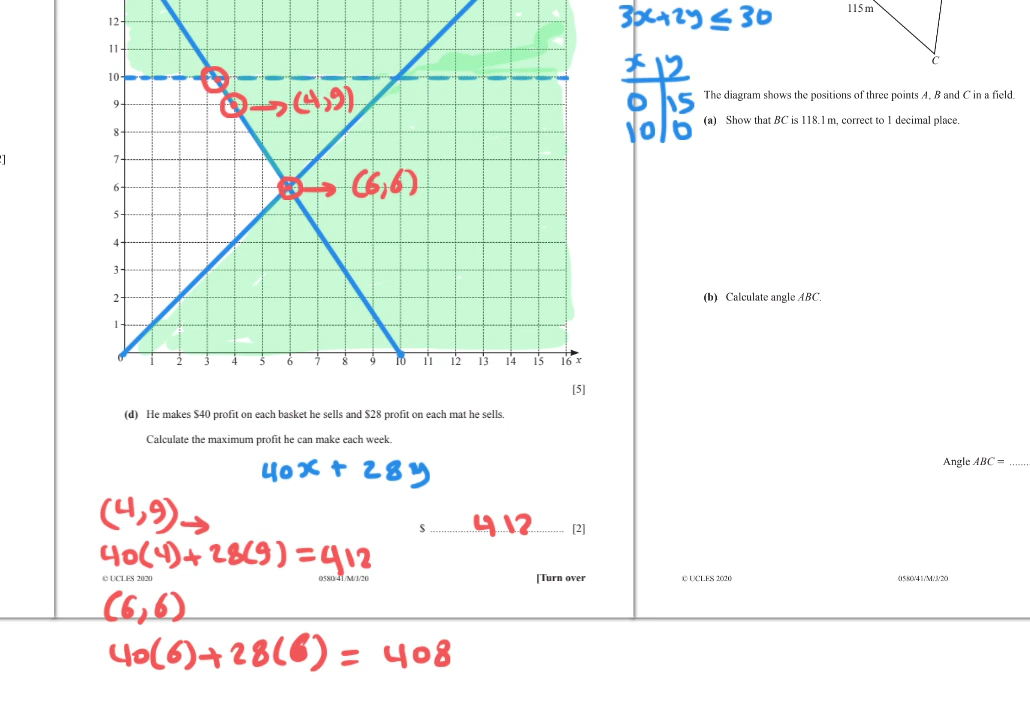 12
11
10
9
8
7
6
5
4
3
2
1
0 1 2 3 4 5 6 7 8 9 10 11 12 13 14 15 16 x
→(4,9)
→ (6,6)
[5]
(d) He makes $40 profit on each basket he sells and $28 profit on each mat he sells.
Calculate the maximum profit he can make each week.
40x + 28y
(4,9)→
$ 412 [2]
40(4)+28(9)=412
© UCLES 2020 0580/41/M/J/20 [Turn over
(6,6)
40(6)+28(6) = 408
3x+2y ≤ 30
x y
0 15
10 0
115 m
C
The diagram shows the positions of three points A, B and C in a field.
(a) Show that BC is 118.1 m, correct to 1 decimal place.
(b) Calculate angle ABC.
Angle ABC = ........
© UCLES 2020 0580/41/M/J/20